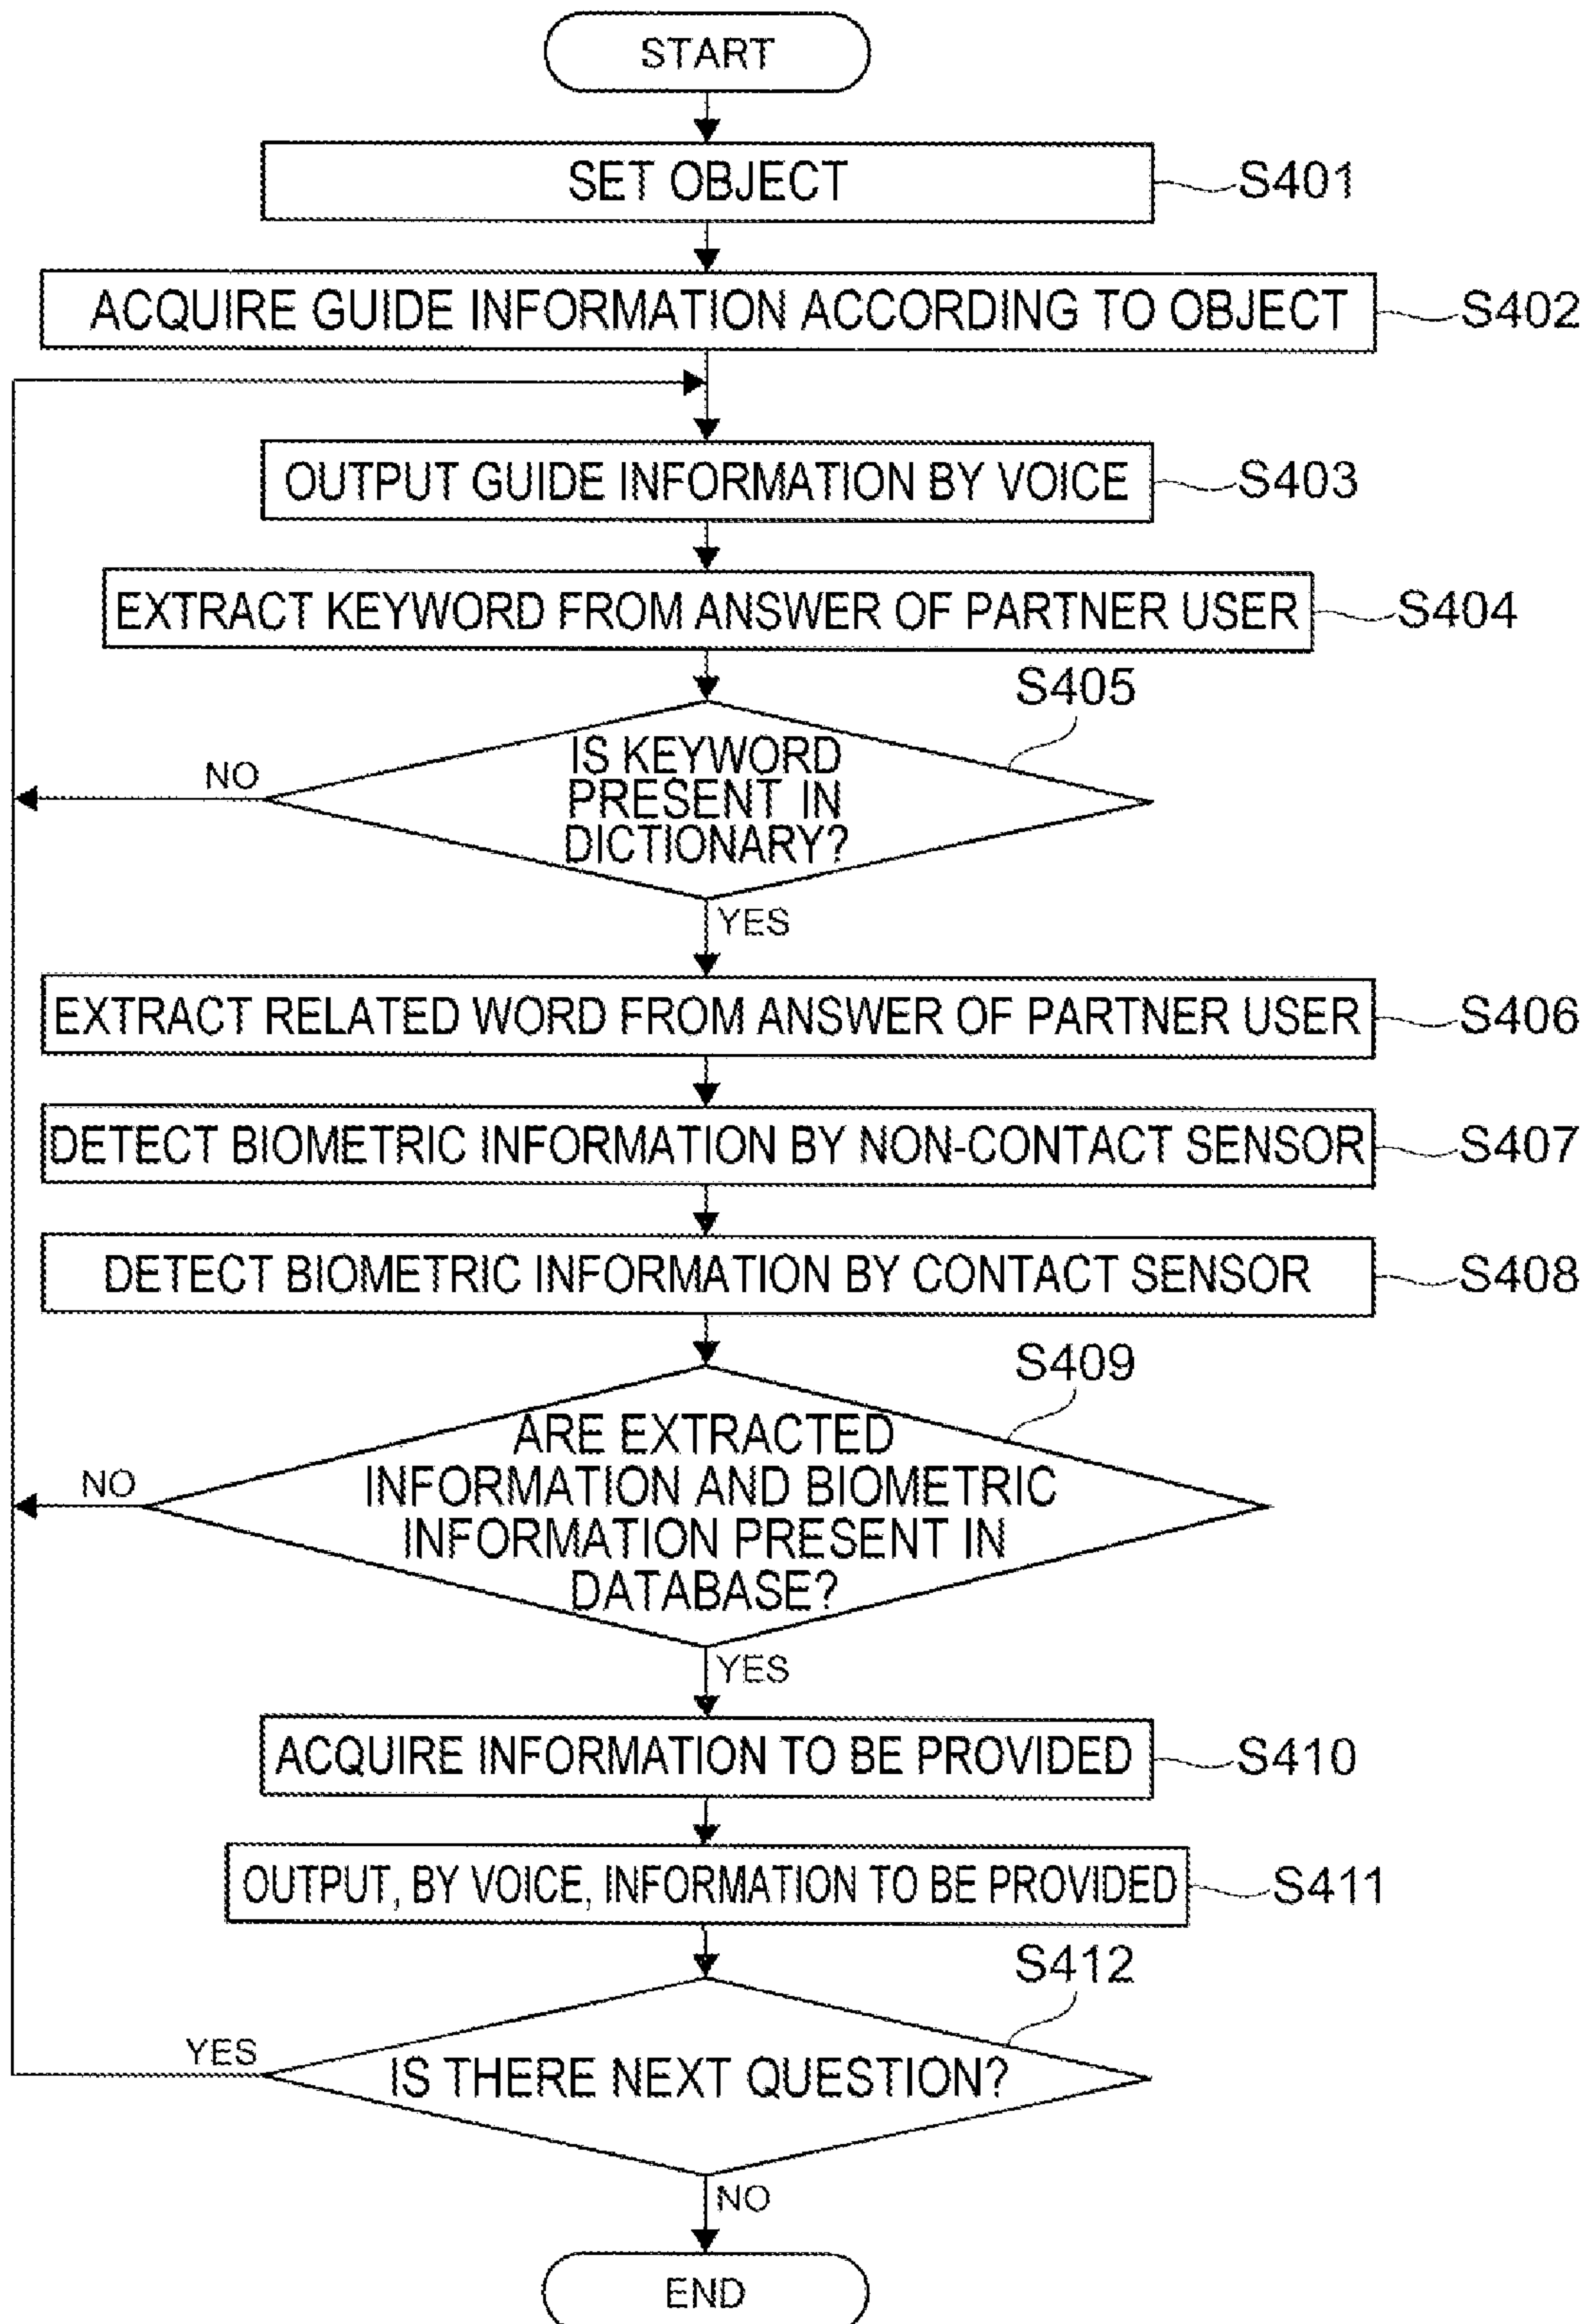 START
SET OBJECT
S401
ACQUIRE GUIDE INFORMATION ACCORDING TO OBJECT
S402
OUTPUT GUIDE INFORMATION BY VOICE
S403
EXTRACT KEYWORD FROM ANSWER OF PARTNER USER
S404
S405
IS KEYWORD
PRESENT IN
DICTIONARY?
NO
YES
EXTRACT RELATED WORD FROM ANSWER OF PARTNER USER
S406
DETECT BIOMETRIC INFORMATION BY NON-CONTACT SENSOR
S407
DETECT BIOMETRIC INFORMATION BY CONTACT SENSOR
S408
S409
ARE EXTRACTED
INFORMATION AND BIOMETRIC
INFORMATION PRESENT IN
DATABASE?
NO
YES
ACQUIRE INFORMATION TO BE PROVIDED
S410
OUTPUT, BY VOICE, INFORMATION TO BE PROVIDED
S411
S412
YES
IS THERE NEXT QUESTION?
NO
END